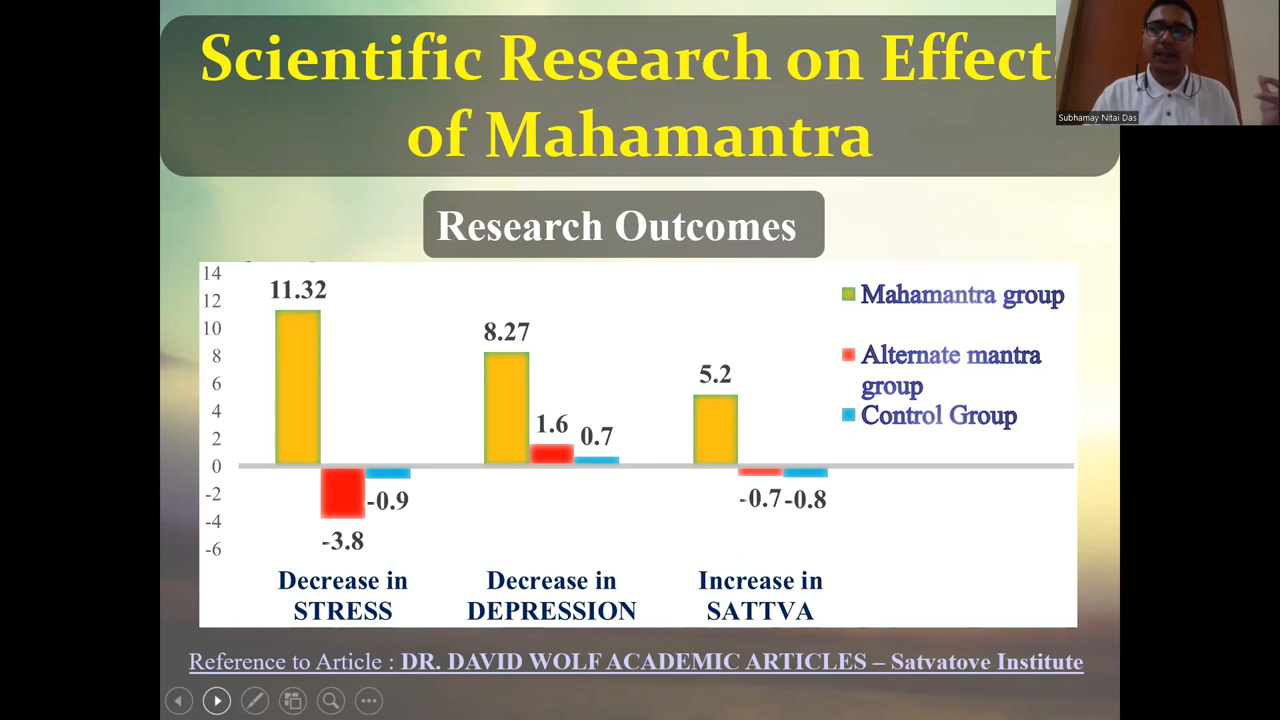 Scientific Research on Effect
of Mahamantra
Subhamay Nitai Das
Research Outcomes
14
12
10
8
6
4
2
0
-2
-4
-6
11.32
-3.8
-0.9
8.27
1.6
0.7
5.2
-0.7
-0.8
Mahamantra group
Alternate mantra
group
Control Group
Decrease in
STRESS
Decrease in
DEPRESSION
Increase in
SATTVA
Reference to Article : DR. DAVID WOLF ACADEMIC ARTICLES – Satvatove Institute